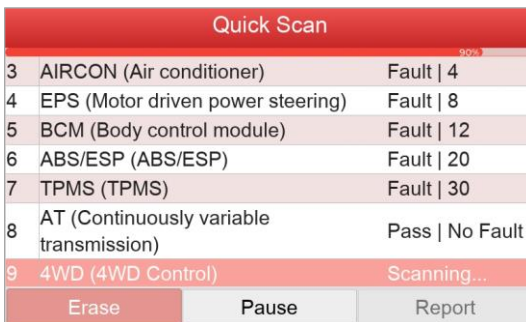 Quick Scan
90%
3 AIRCON (Air conditioner) Fault | 4
4 EPS (Motor driven power steering) Fault | 8
5 BCM (Body control module) Fault | 12
6 ABS/ESP (ABS/ESP) Fault | 20
7 TPMS (TPMS) Fault | 30
8 AT (Continuously variable
transmission) Pass | No Fault
9 4WD (4WD Control) Scanning...
Erase Pause Report